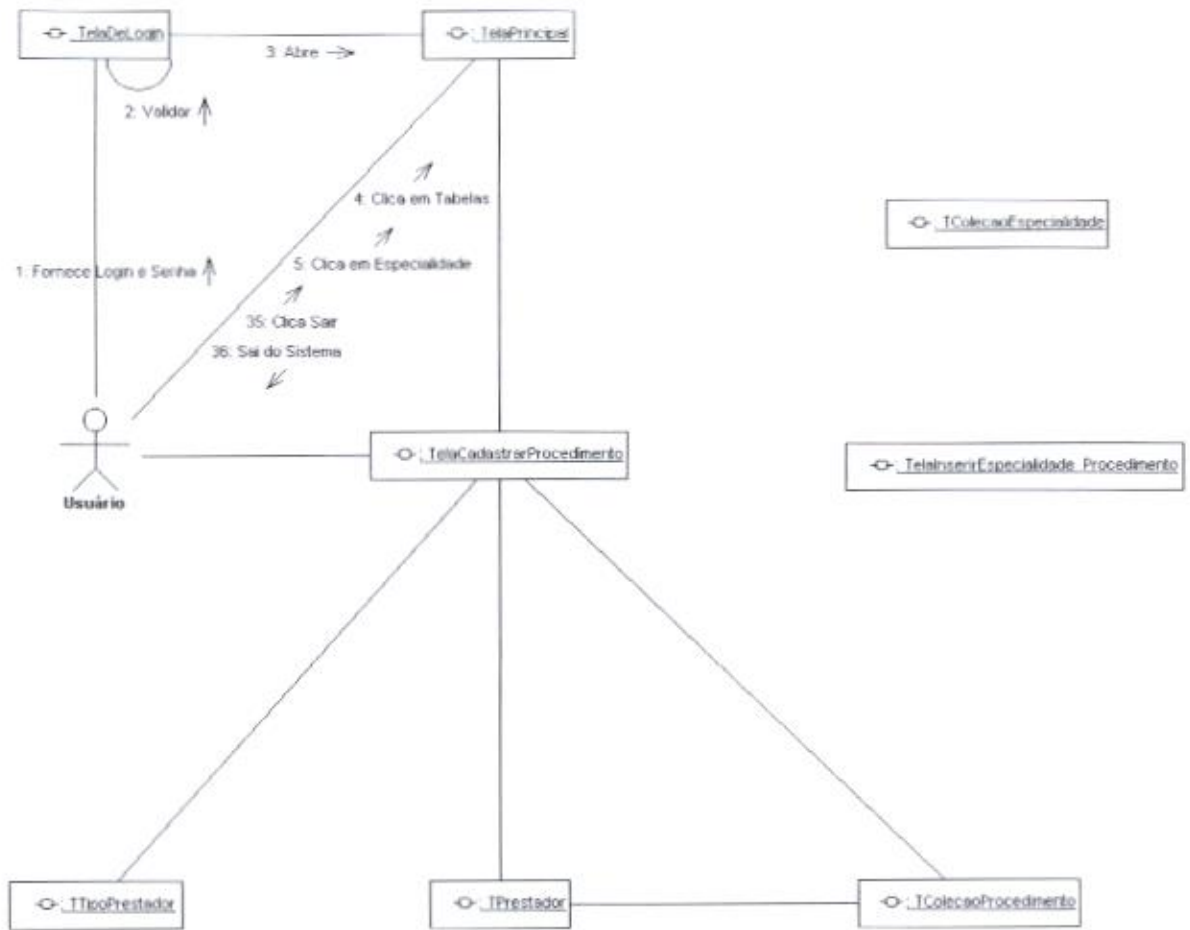 : TelaDeLogin
: TelaPrincipal
3: Abre
2: Validar
4: Clica em Tabelas
: TColecaoEspecialidade
5: Clica em Especialidade
1: Fornece Login e Senha
35: Clica Sair
36: Sai do Sistema
: TelaCadastrarProcedimento
: TelaInserirEspecialidade_Procedimento
Usuário
: TTipoPrestador
: TPrestador
: TColecaoProcedimento